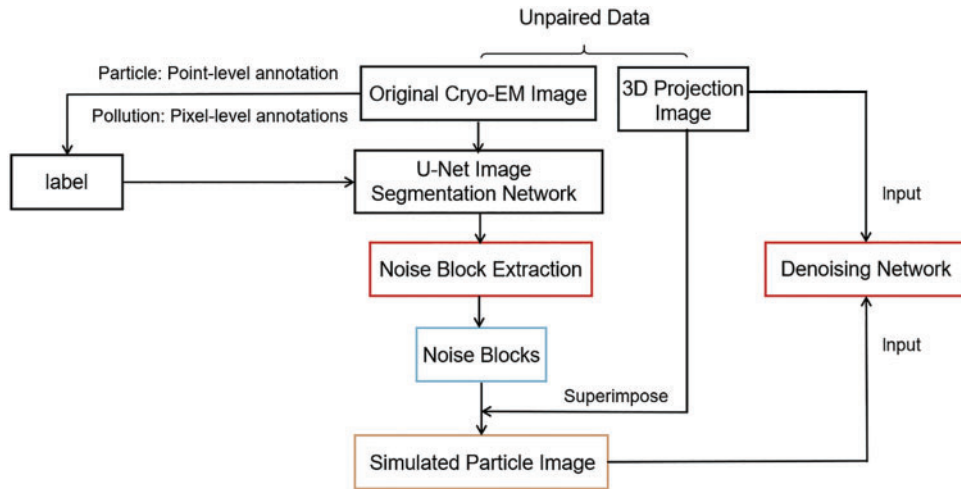 Unpaired Data
Particle: Point-level annotation
Pollution: Pixel-level annotations
Original Cryo-EM Image
3D Projection
Image
label
U-Net Image
Segmentation Network
Input
Noise Block Extraction
Denoising Network
Noise Blocks
Input
Superimpose
Simulated Particle Image